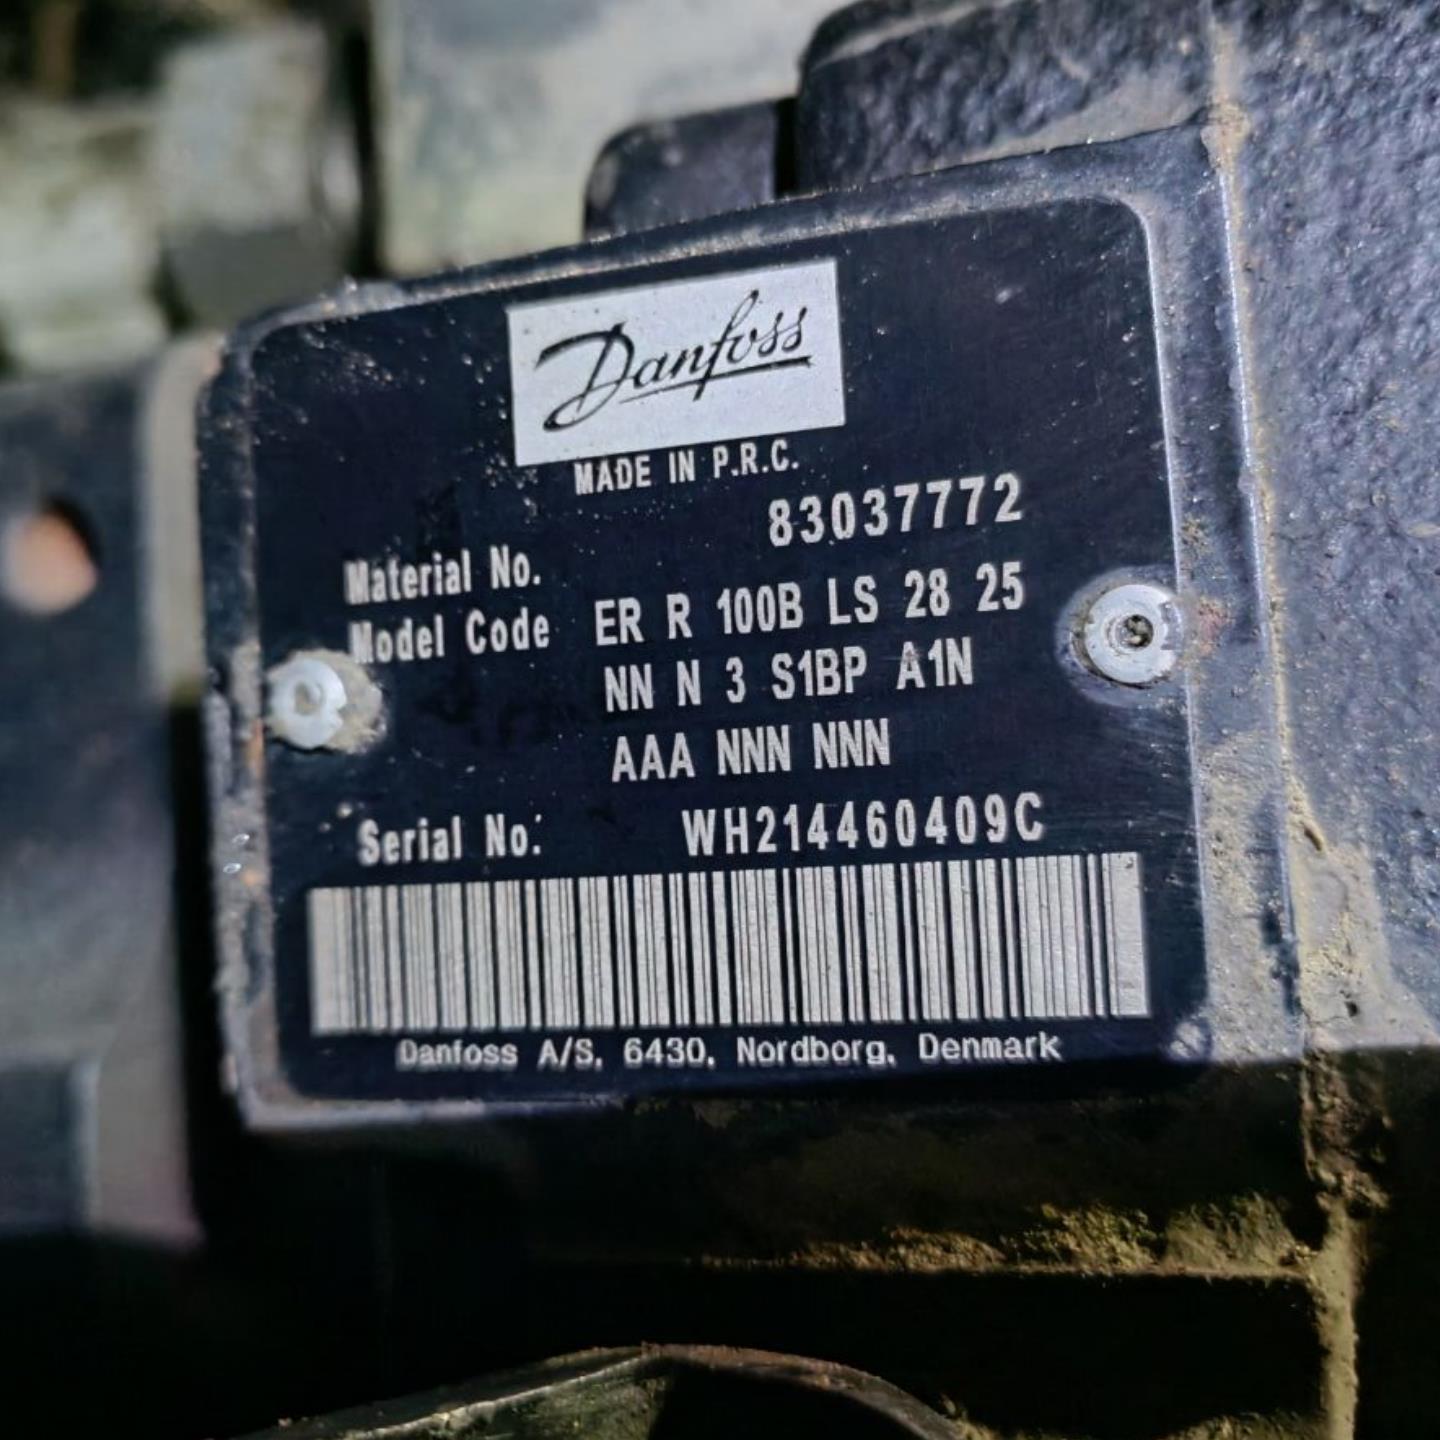 Danfoss
MADE IN P.R.C.
Material No. 83037772
Model Code ER R 100B LS 28 25
NN N 3 S1BP A1N
AAA NNN NNN
Serial No. WH214460409C
Danfoss A/S, 6430, Nordborg, Denmark